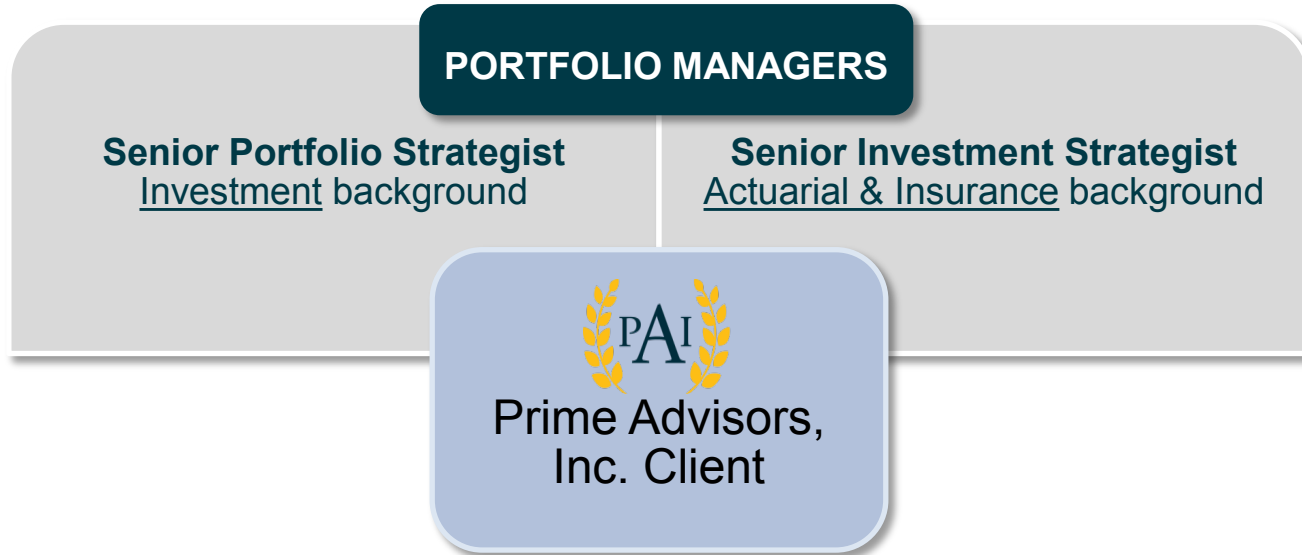 PORTFOLIO MANAGERS
Senior Portfolio Strategist
Investment background
Senior Investment Strategist
Actuarial & Insurance background
PAI
Prime Advisors,
Inc. Client